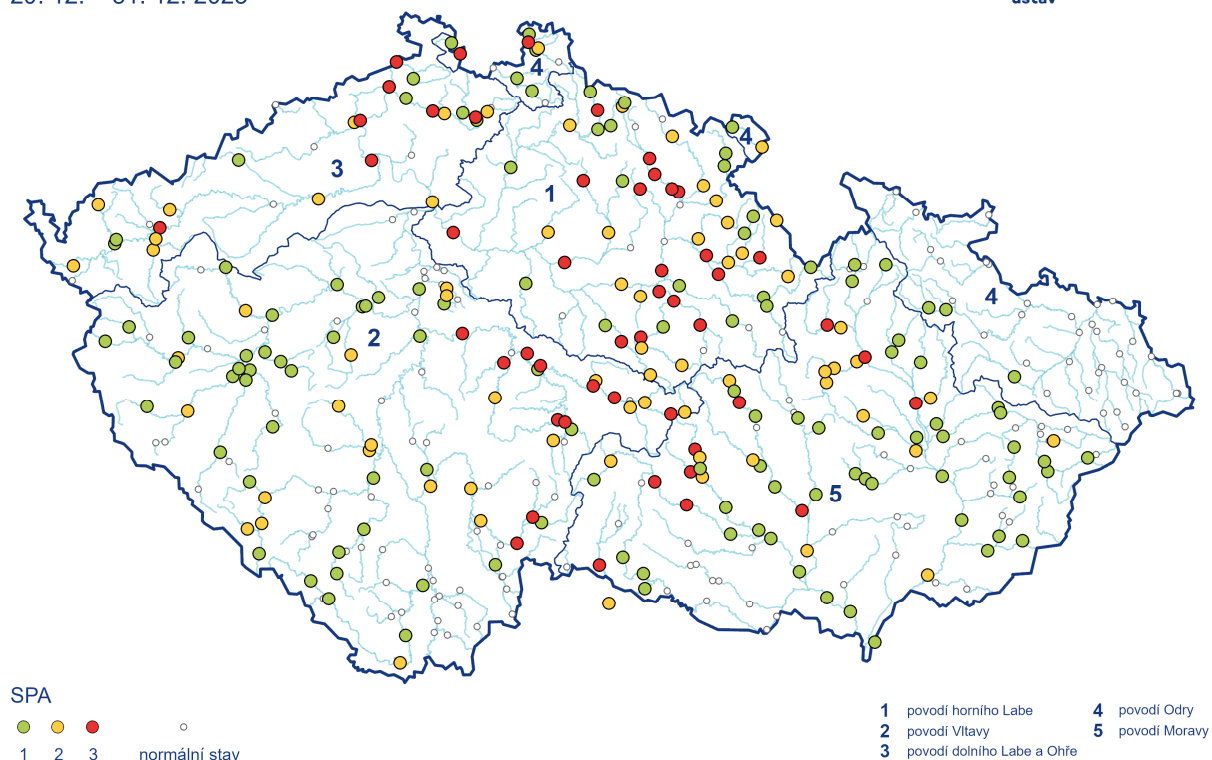 ústav
4
4
3
1
4
2
5
SPA
1 2 3 normální stav
1 povodí horního Labe
2 povodí Vltavy
3 povodí dolního Labe a Ohře
4 povodí Odry
5 povodí Moravy